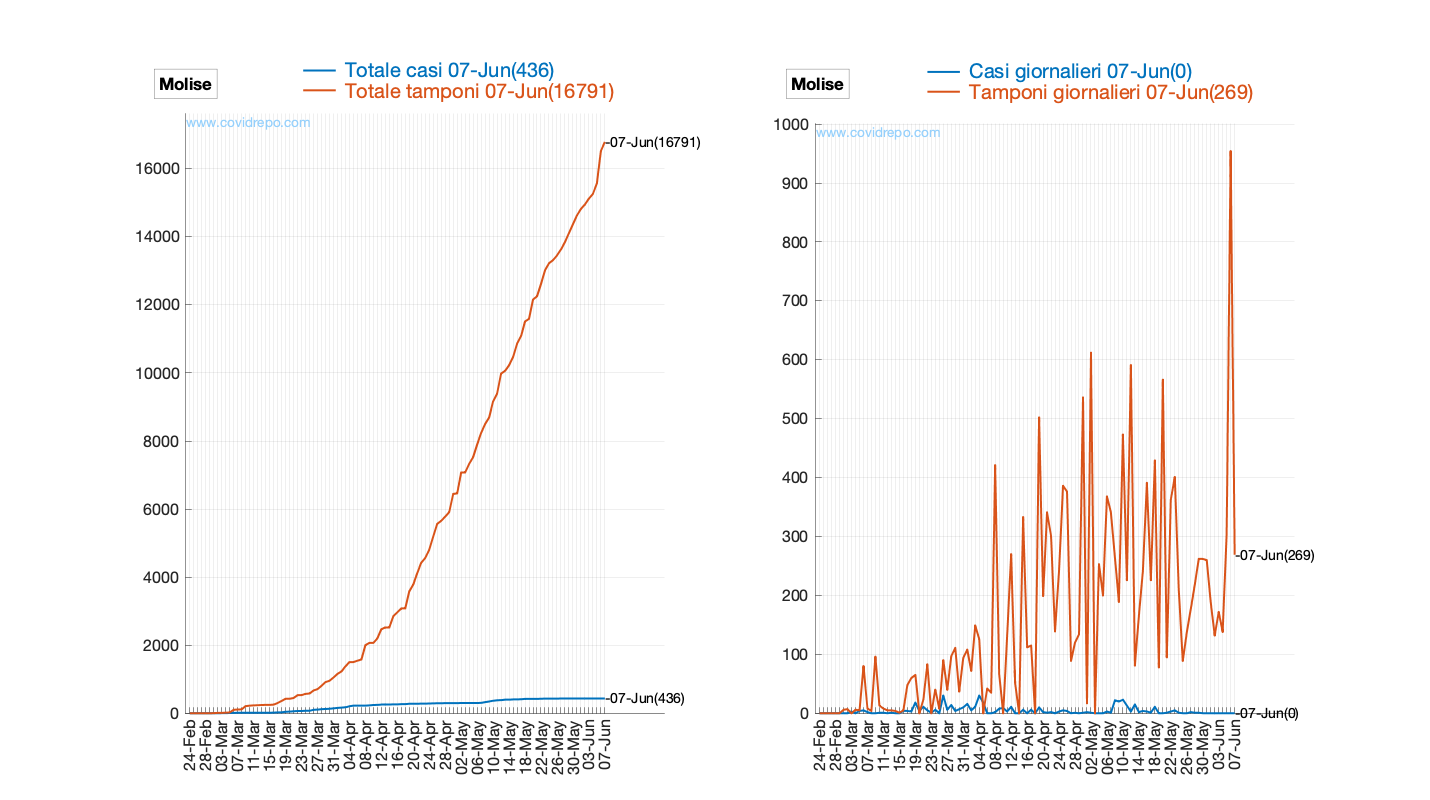 Molise
Totale casi 07-Jun(436)
Totale tamponi 07-Jun(16791)
www.covidrepo.com
-07-Jun(16791)
16000
14000
12000
10000
8000
6000
4000
2000
0
-07-Jun(436)
24-Feb
28-Feb
03-Mar
07-Mar
11-Mar
15-Mar
19-Mar
23-Mar
27-Mar
31-Mar
04-Apr
08-Apr
12-Apr
16-Apr
20-Apr
24-Apr
28-Apr
02-May
06-May
10-May
14-May
18-May
22-May
26-May
30-May
03-Jun
07-Jun
Molise
Casi giornalieri 07-Jun(0)
Tamponi giornalieri 07-Jun(269)
www.covidrepo.com
1000
900
800
700
600
500
400
300
200
100
0
-07-Jun(269)
-07-Jun(0)
24-Feb
28-Feb
03-Mar
07-Mar
11-Mar
15-Mar
19-Mar
23-Mar
27-Mar
31-Mar
04-Apr
08-Apr
12-Apr
16-Apr
20-Apr
24-Apr
28-Apr
02-May
06-May
10-May
14-May
18-May
22-May
26-May
30-May
03-Jun
07-Jun